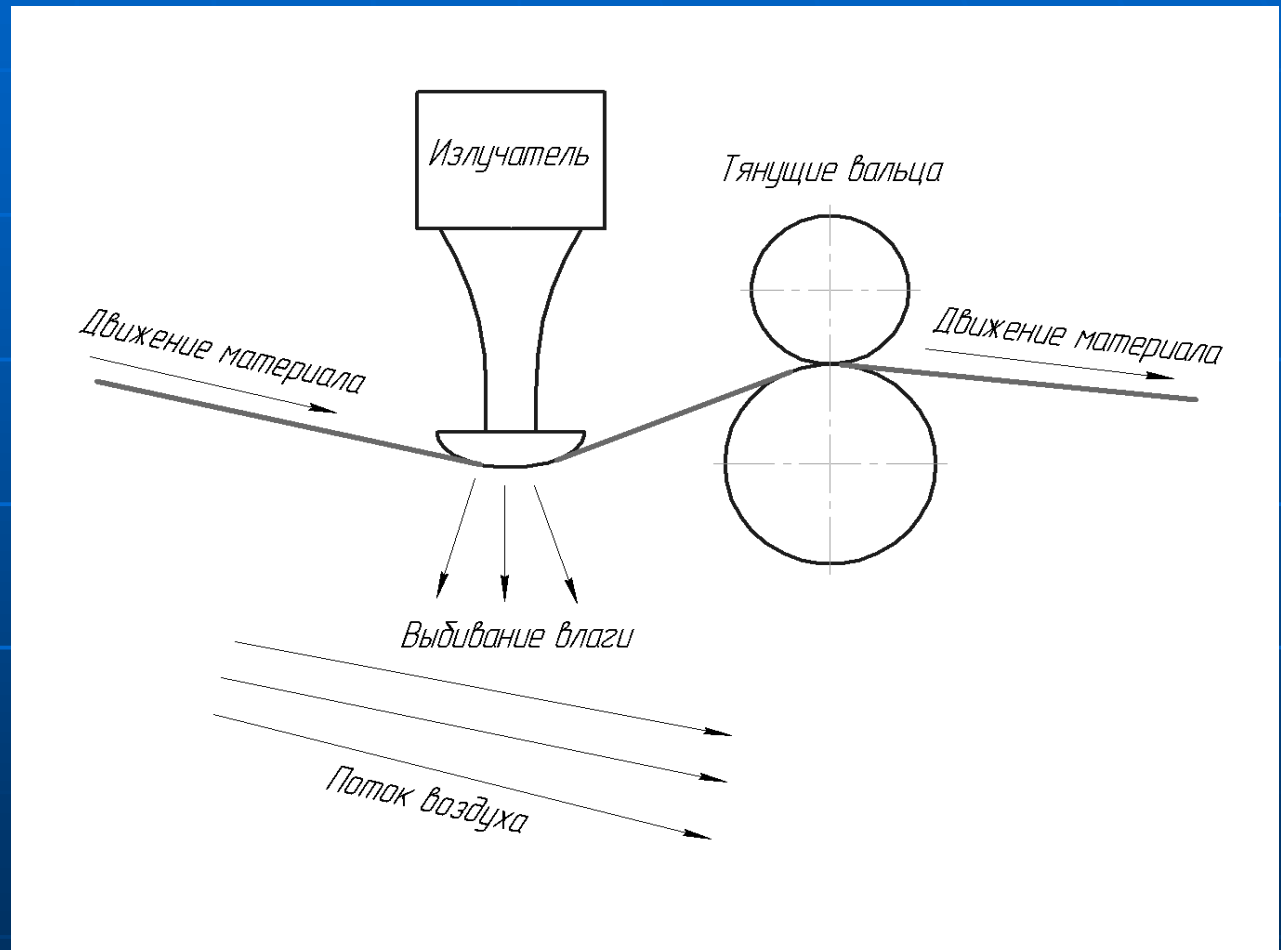 Излучатель
Тянущие вальца
Движение материала
Движение материала
Выбивание влаги
Поток воздуха